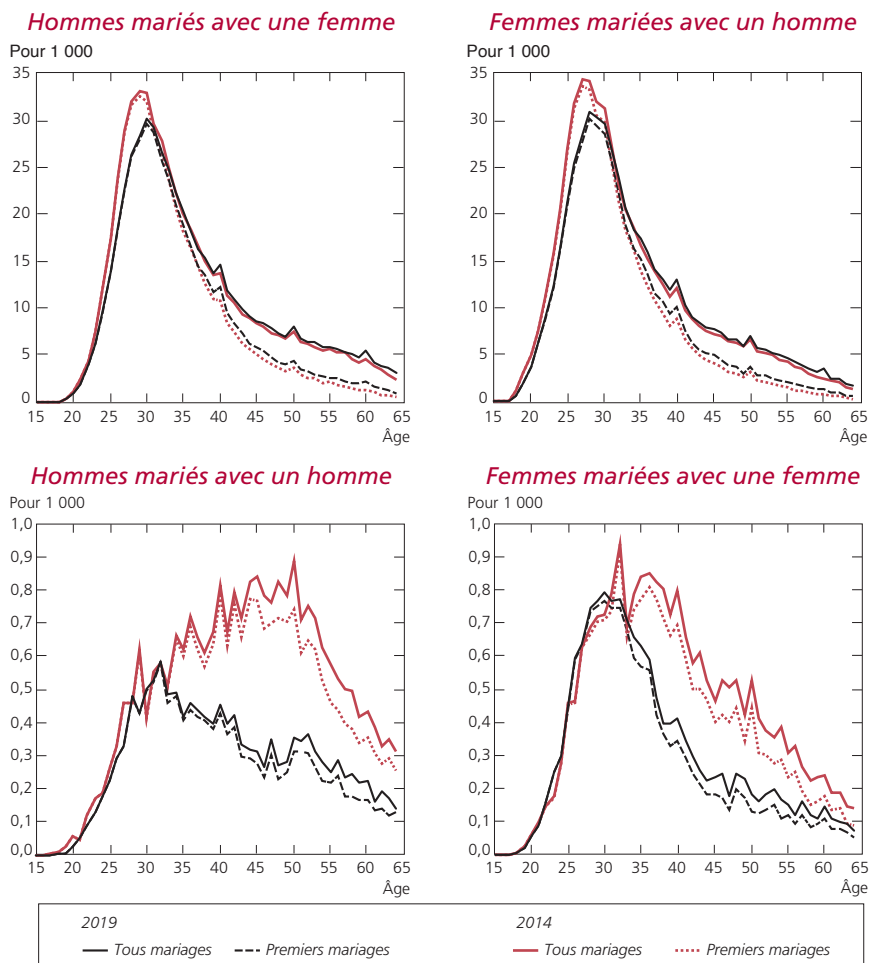 Hommes mariés avec une femme
Pour 1 000
35
30
25
20
15
10
5
0
15 20 25 30 35 40 45 50 55 60 65
Âge
Femmes mariées avec un homme
Pour 1 000
35
30
25
20
15
10
5
0
15 20 25 30 35 40 45 50 55 60 65
Âge
Hommes mariés avec un homme
Pour 1 000
1,0
0,9
0,8
0,7
0,6
0,5
0,4
0,3
0,2
0,1
0,0
15 20 25 30 35 40 45 50 55 60 65
Âge
Femmes mariées avec une femme
Pour 1 000
1,0
0,9
0,8
0,7
0,6
0,5
0,4
0,3
0,2
0,1
0,0
15 20 25 30 35 40 45 50 55 60 65
Âge
2019
Tous mariages Premiers mariages
2014
Tous mariages Premiers mariages